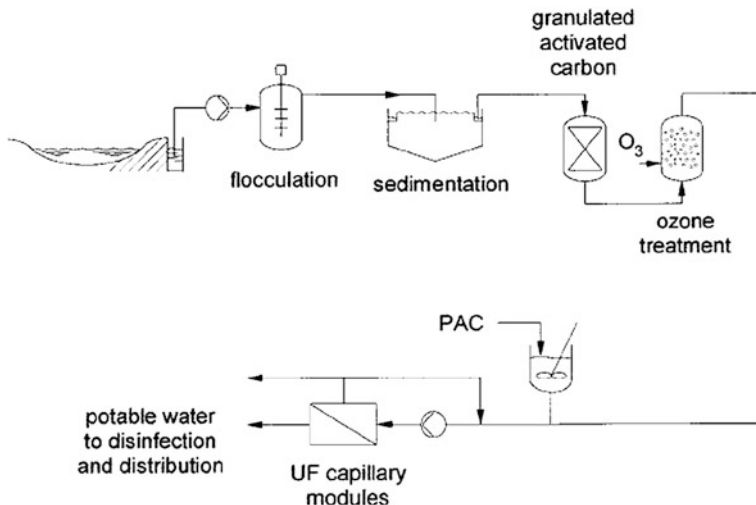 granulated
activated
carbon
O3
flocculation
sedimentation
ozone
treatment
PAC
potable water
to disinfection
and distribution
UF capillary
modules